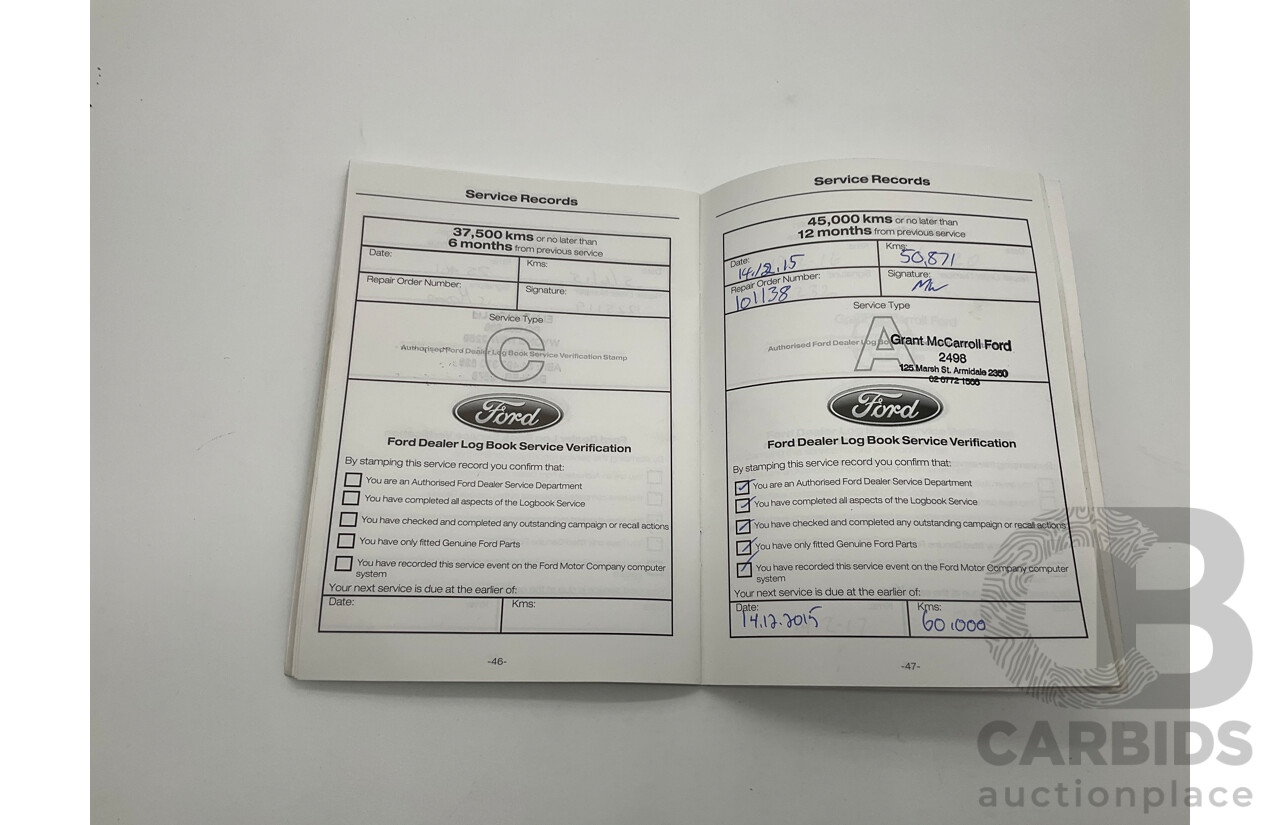 Service Records
37,500 kms or no later than
6 months from previous service
Date:
Kms:
Repair Order Number:
Signature:
Service Type
C
Authorised Ford Dealer Log Book Service Verification Stamp
Ford
Ford Dealer Log Book Service Verification
By stamping this service record you confirm that:
You are an Authorised Ford Dealer Service Department
You have completed all aspects of the Logbook Service
You have checked and completed any outstanding campaign or recall actions
You have only fitted Genuine Ford Parts
You have recorded this service event on the Ford Motor Company computer
system
Your next service is due at the earlier of:
Date:
Kms:
-46-
Service Records
45,000 kms or no later than
12 months from previous service
Date:
Kms:
50,871
Repair Order Number:
101138
Signature:
Service Type
A
Authorised Ford Dealer Log
Grant McCarroll Ford
2498
125 Marsh St. Armidale 2350
02 6772 1566
Ford
Ford Dealer Log Book Service Verification
By stamping this service record you confirm that:
You are an Authorised Ford Dealer Service Department
You have completed all aspects of the Logbook Service
You have checked and completed any outstanding campaign or recall actions
You have only fitted Genuine Ford Parts
You have recorded this service event on the Ford Motor Company computer
system
Your next service is due at the earlier of:
Date:
14.12.2015
Kms:
60,000
-47-
CB
CARBIDS
auctionplace